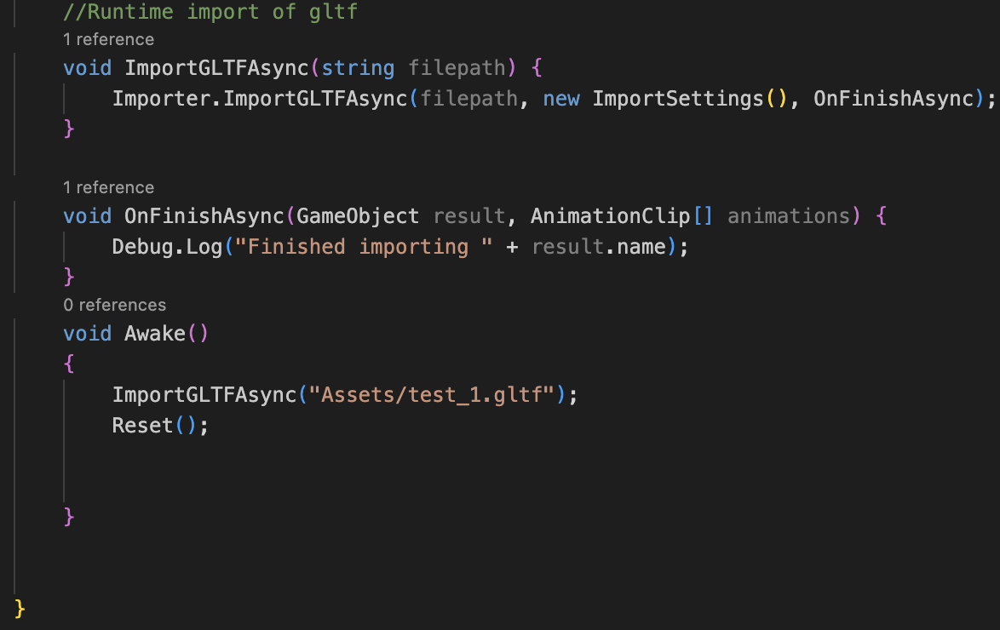 //Runtime import of gltf
1 reference
void ImportGLTFAsync(string filepath) {
Importer.ImportGLTFAsync(filepath, new ImportSettings(), OnFinishAsync);
}
1 reference
void OnFinishAsync(GameObject result, AnimationClip[] animations) {
Debug.Log("Finished importing " + result.name);
}
0 references
void Awake()
{
ImportGLTFAsync("Assets/test_1.gltf");
Reset();
}
}